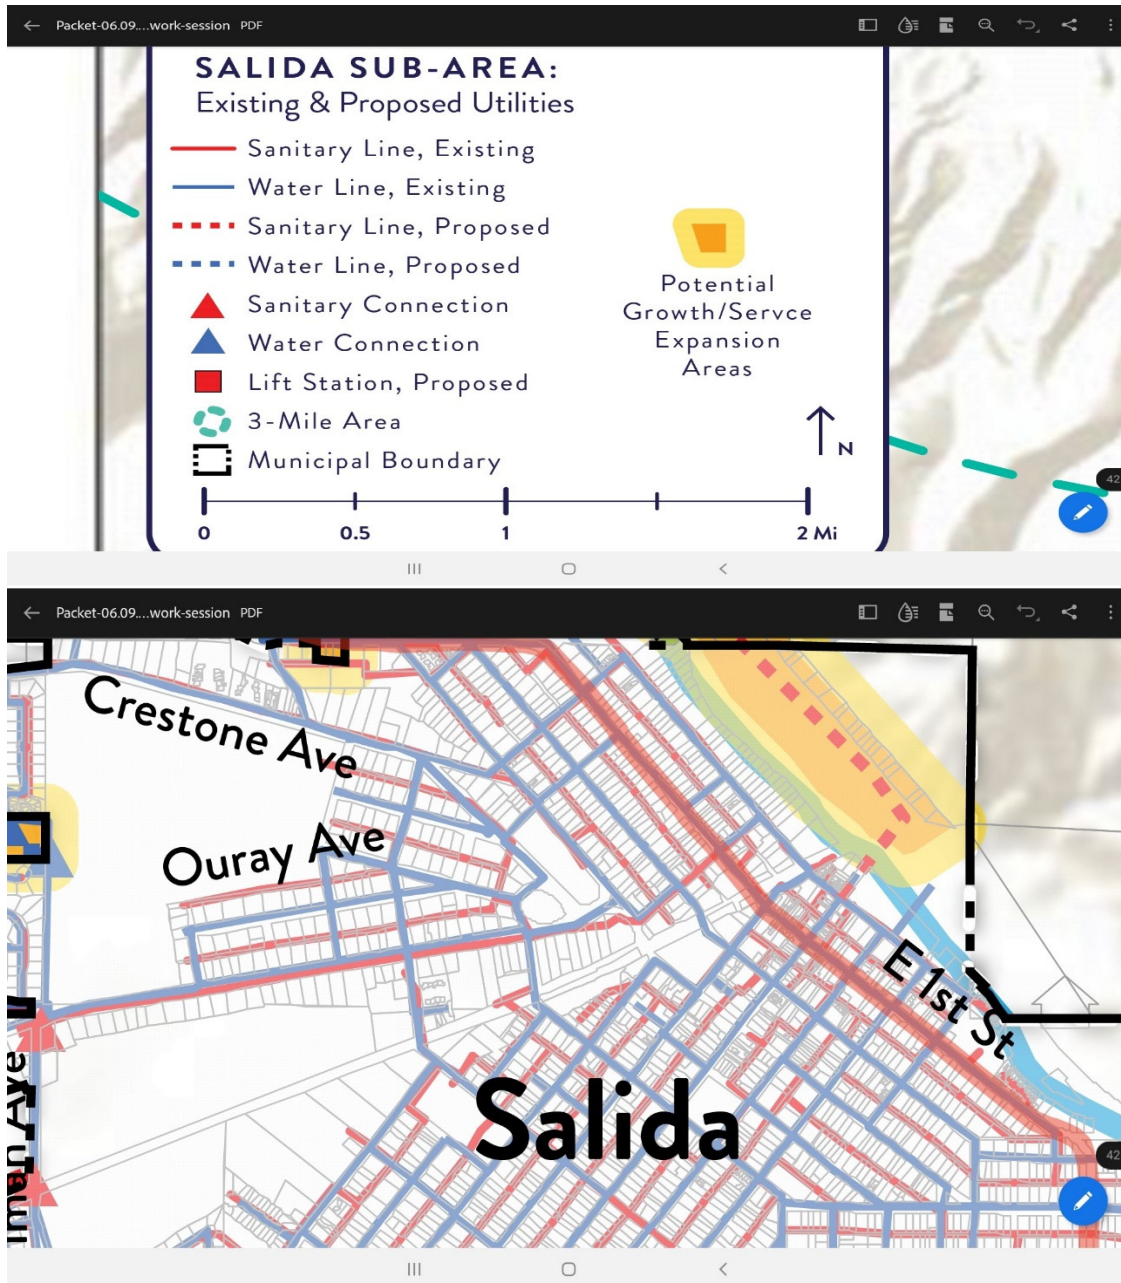 Packet-06.09....work-session PDF
SALIDA SUB-AREA:
Existing & Proposed Utilities
Sanitary Line, Existing
Water Line, Existing
Sanitary Line, Proposed
Water Line, Proposed
Sanitary Connection
Water Connection
Lift Station, Proposed
3-Mile Area
Municipal Boundary
Potential
Growth/Servce
Expansion
Areas
N
0 0.5 1 2 Mi
42
Packet-06.09....work-session PDF
Crestone Ave
Ouray Ave
E 1st St
Salida
man Ave
42